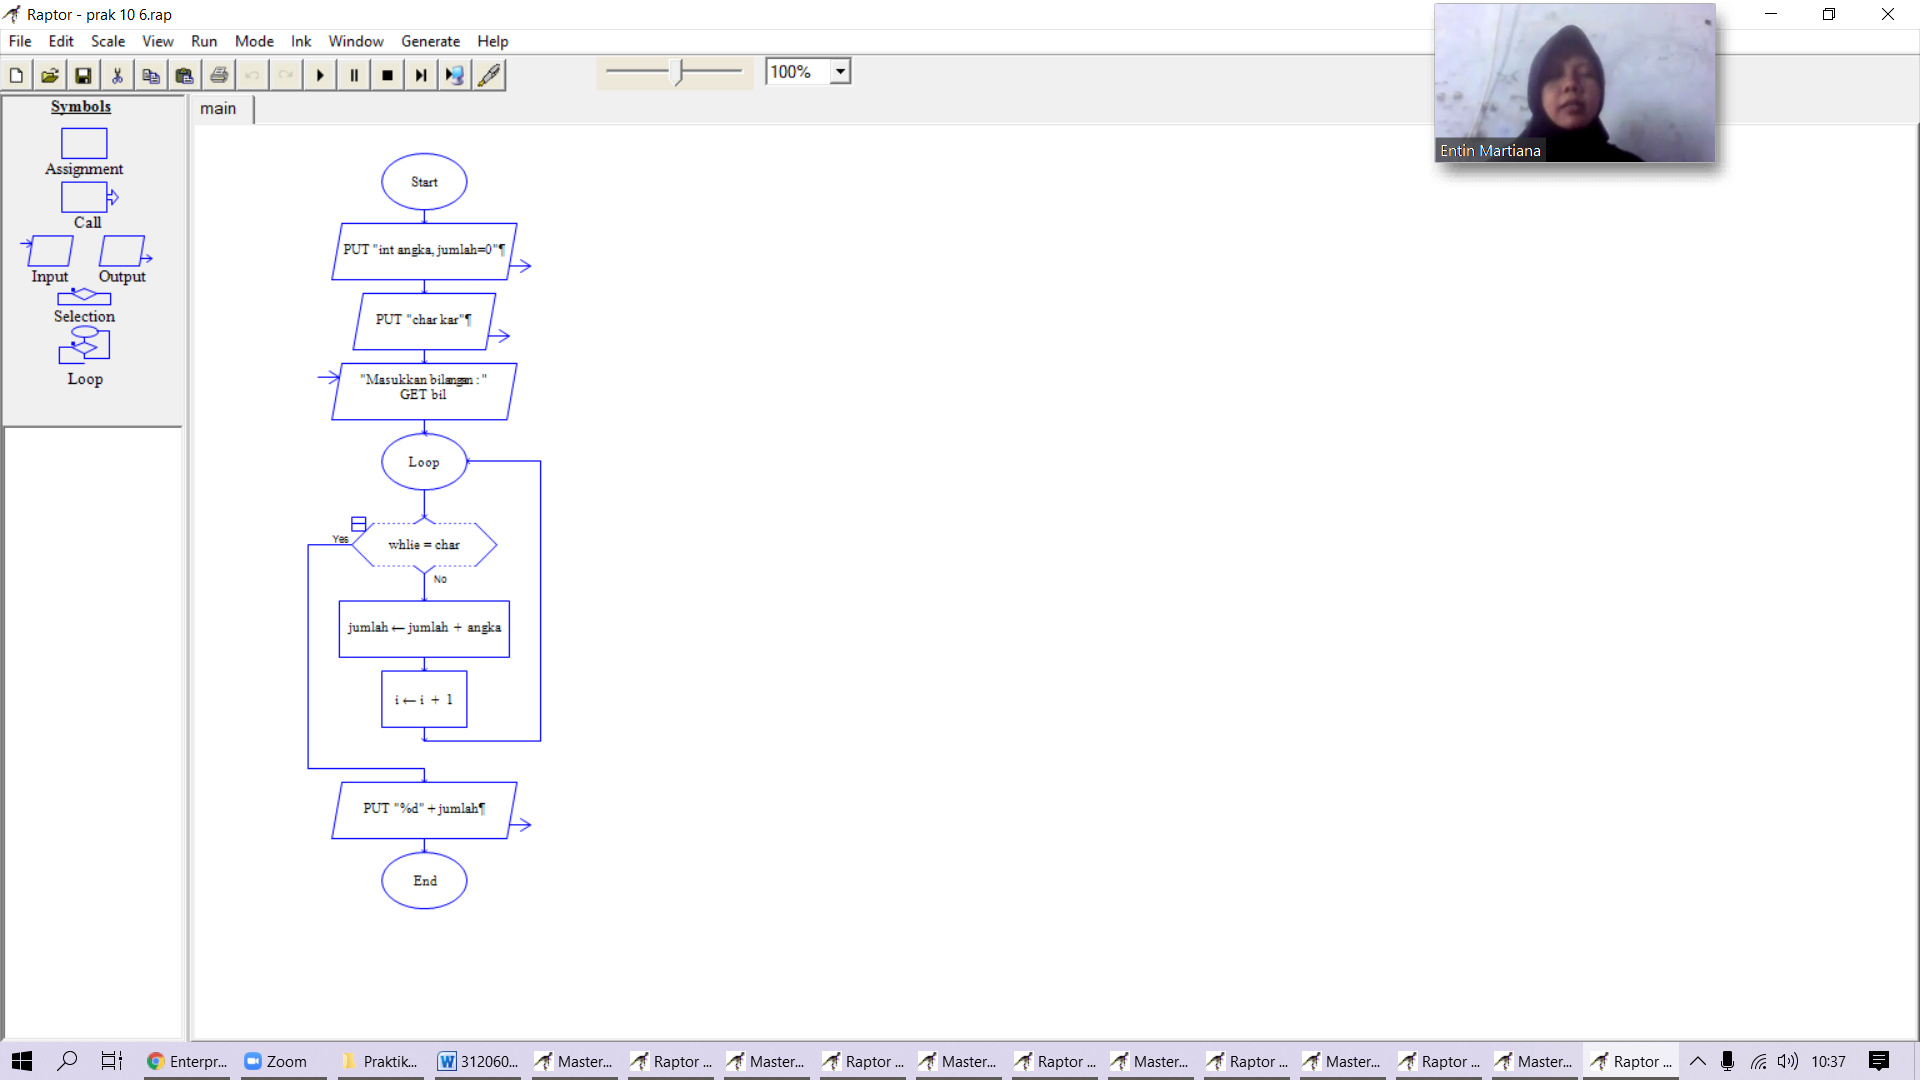 Raptor - prak 10 6.rap
File Edit Scale View Run Mode Ink Window Generate Help
100%
Symbols
Assignment
Call
Input Output
Selection
Loop
main
Start
PUT "int angka, jumlah=0"¶
PUT "char kar"¶
"Masukkan bilangan : "
GET bil
Loop
Yes
whlie = char
No
jumlah ← jumlah + angka
i ← i + 1
PUT "%d" + jumlah¶
End
Entin Martiana
Enterpr... Zoom Praktik... 312060... Master... Raptor ... Master... Raptor ... Master... Raptor ... Master... Raptor ... Master... Raptor ... Master... Raptor ... 10:37